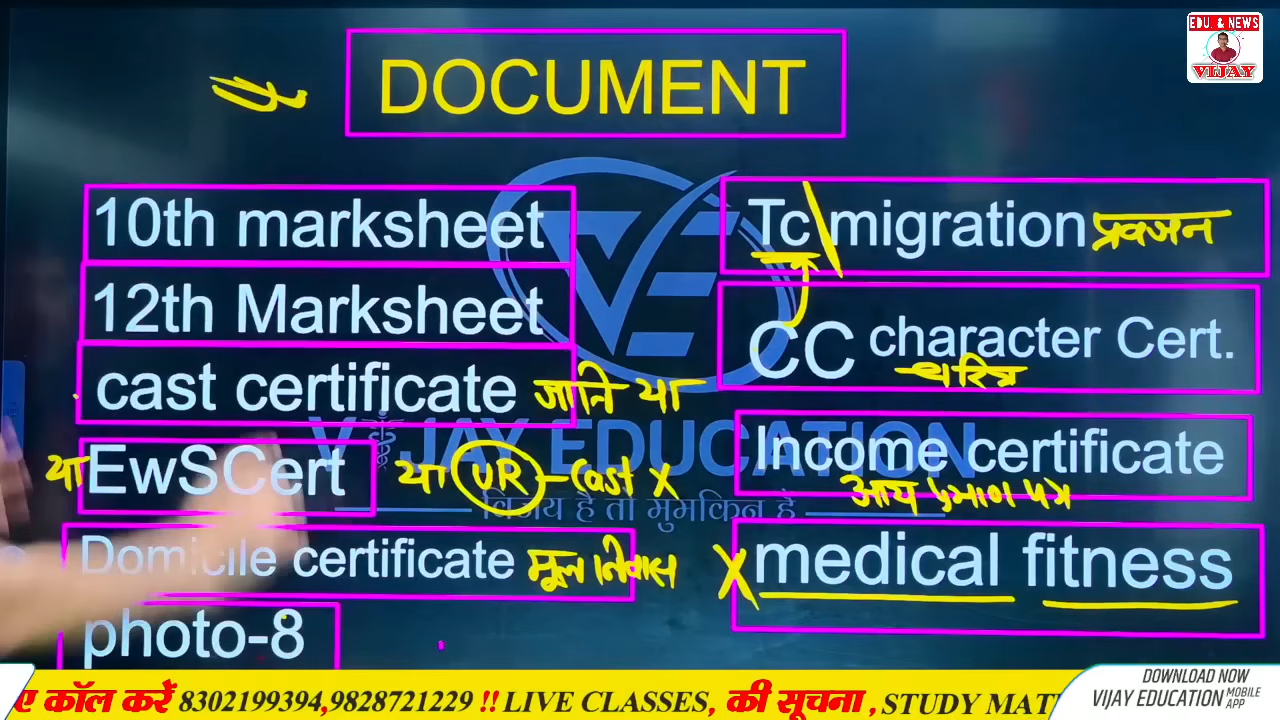 EDU. & NEWS
VIJAY
DOCUMENT
10th marksheet
12th Marksheet
cast certificate जाति या
या EwSCert या UR - Cast X
Domicile certificate मूल निवास
photo-8
Tc/migration प्रवजन
CC character Cert.
चरित्र
Income certificate
आय प्रमाण पत्र
X medical fitness
VIJAY EDUCATION
विजय है तो मुमकिन है
ए कॉल करें 8302199394,9828721229 !! LIVE CLASSES, की सूचना , STUDY MAT
DOWNLOAD NOW
VIJAY EDUCATION MOBILE APP